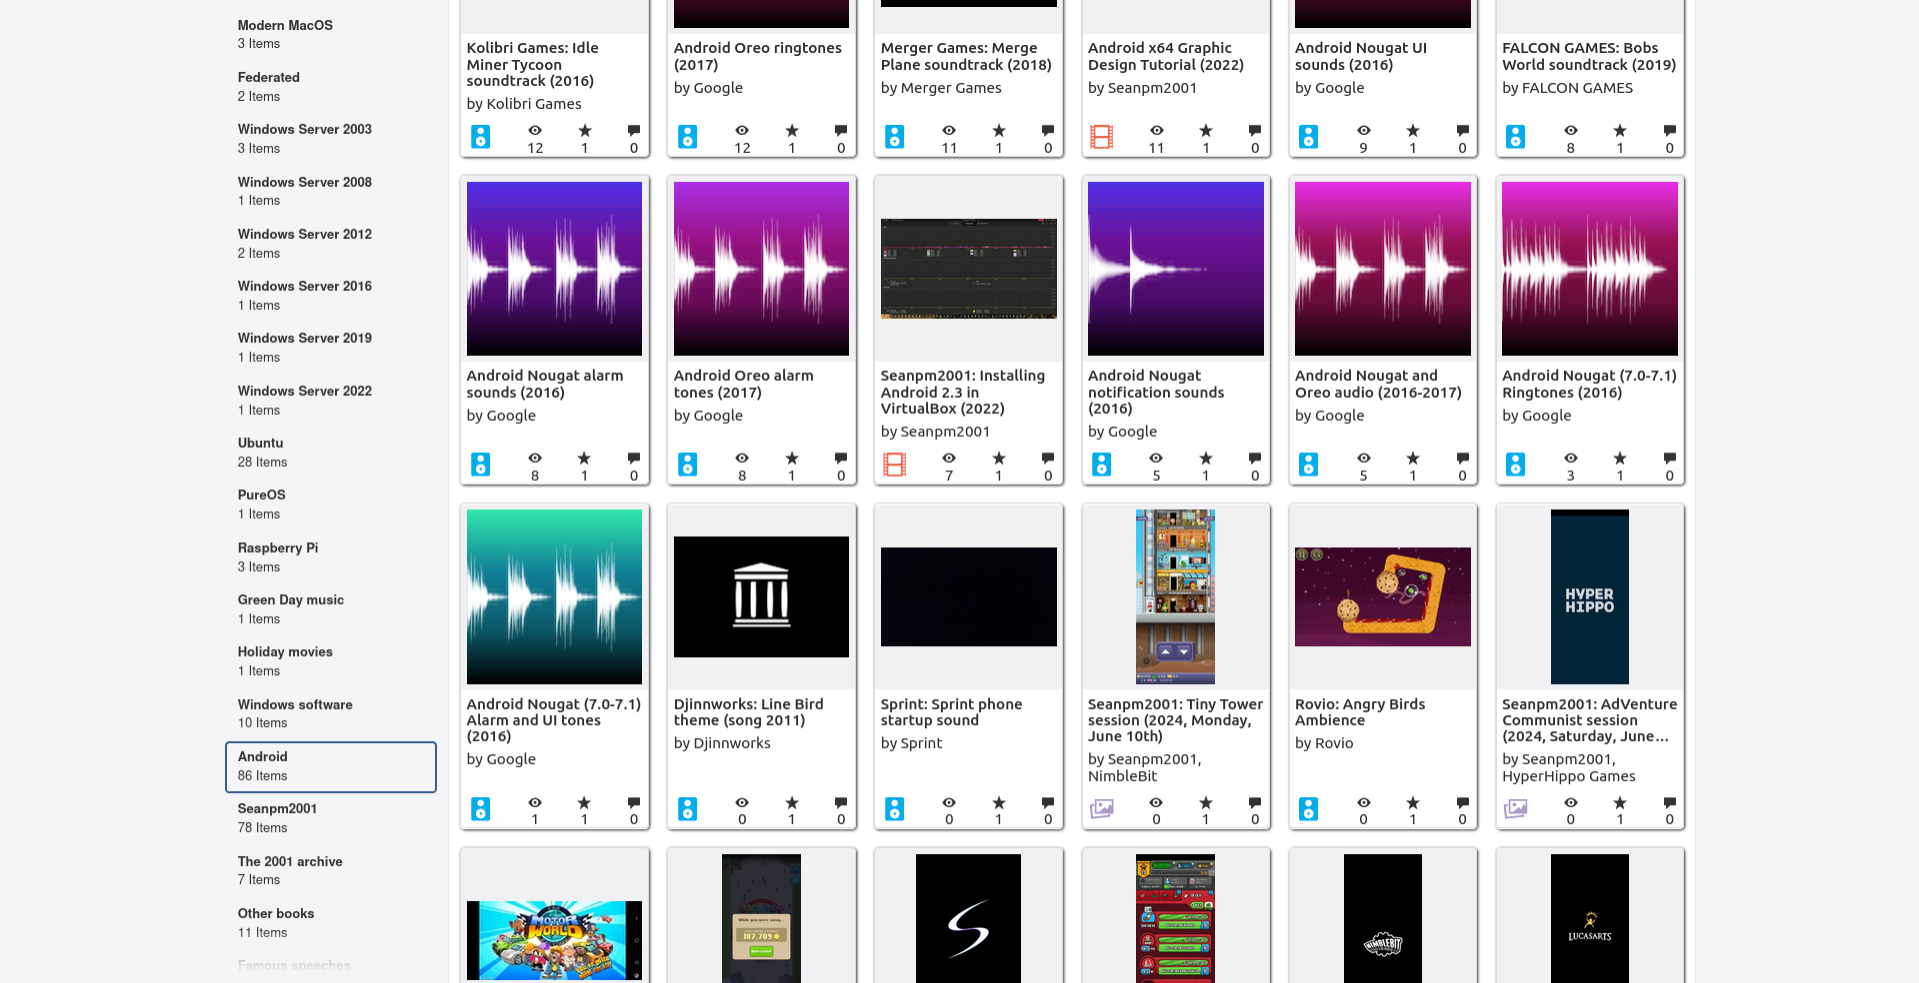 Modern MacOS
3 Items
Federated
2 Items
Windows Server 2003
3 Items
Windows Server 2008
1 Items
Windows Server 2012
2 Items
Windows Server 2016
1 Items
Windows Server 2019
1 Items
Windows Server 2022
1 Items
Ubuntu
28 Items
PureOS
1 Items
Raspberry Pi
3 Items
Green Day music
1 Items
Holiday movies
1 Items
Windows software
10 Items
Android
86 Items
Seanpm2001
78 Items
The 2001 archive
7 Items
Other books
11 Items
Famous speeches
Kolibri Games: Idle
Miner Tycoon
soundtrack (2016)
by Kolibri Games
12 1 0
Android Oreo ringtones
(2017)
by Google
12 1 0
Merger Games: Merge
Plane soundtrack (2018)
by Merger Games
11 1 0
Android x64 Graphic
Design Tutorial (2022)
by Seanpm2001
11 1 0
Android Nougat UI
sounds (2016)
by Google
9 1 0
FALCON GAMES: Bobs
World soundtrack (2019)
by FALCON GAMES
8 1 0
Android Nougat alarm
sounds (2016)
by Google
8 1 0
Android Oreo alarm
tones (2017)
by Google
8 1 0
Seanpm2001: Installing
Android 2.3 in
VirtualBox (2022)
by Seanpm2001
7 1 0
Android Nougat
notification sounds
(2016)
by Google
5 1 0
Android Nougat and
Oreo audio (2016-2017)
by Google
5 1 0
Android Nougat (7.0-7.1)
Ringtones (2016)
by Google
3 1 0
Android Nougat (7.0-7.1)
Alarm and UI tones
(2016)
by Google
1 1 0
Djinnworks: Line Bird
theme (song 2011)
by Djinnworks
0 1 0
Sprint: Sprint phone
startup sound
by Sprint
0 1 0
Seanpm2001: Tiny Tower
session (2024, Monday,
June 10th)
by Seanpm2001,
NimbleBit
0 1 0
Rovio: Angry Birds
Ambience
by Rovio
0 1 0
HYPER
HIPPO
Seanpm2001: AdVenture
Communist session
(2024, Saturday, June...
by Seanpm2001,
HyperHippo Games
0 1 0
MOTOR
WORLD
While you were away...
187,709
NIMBLEBIT
LUCASARTS